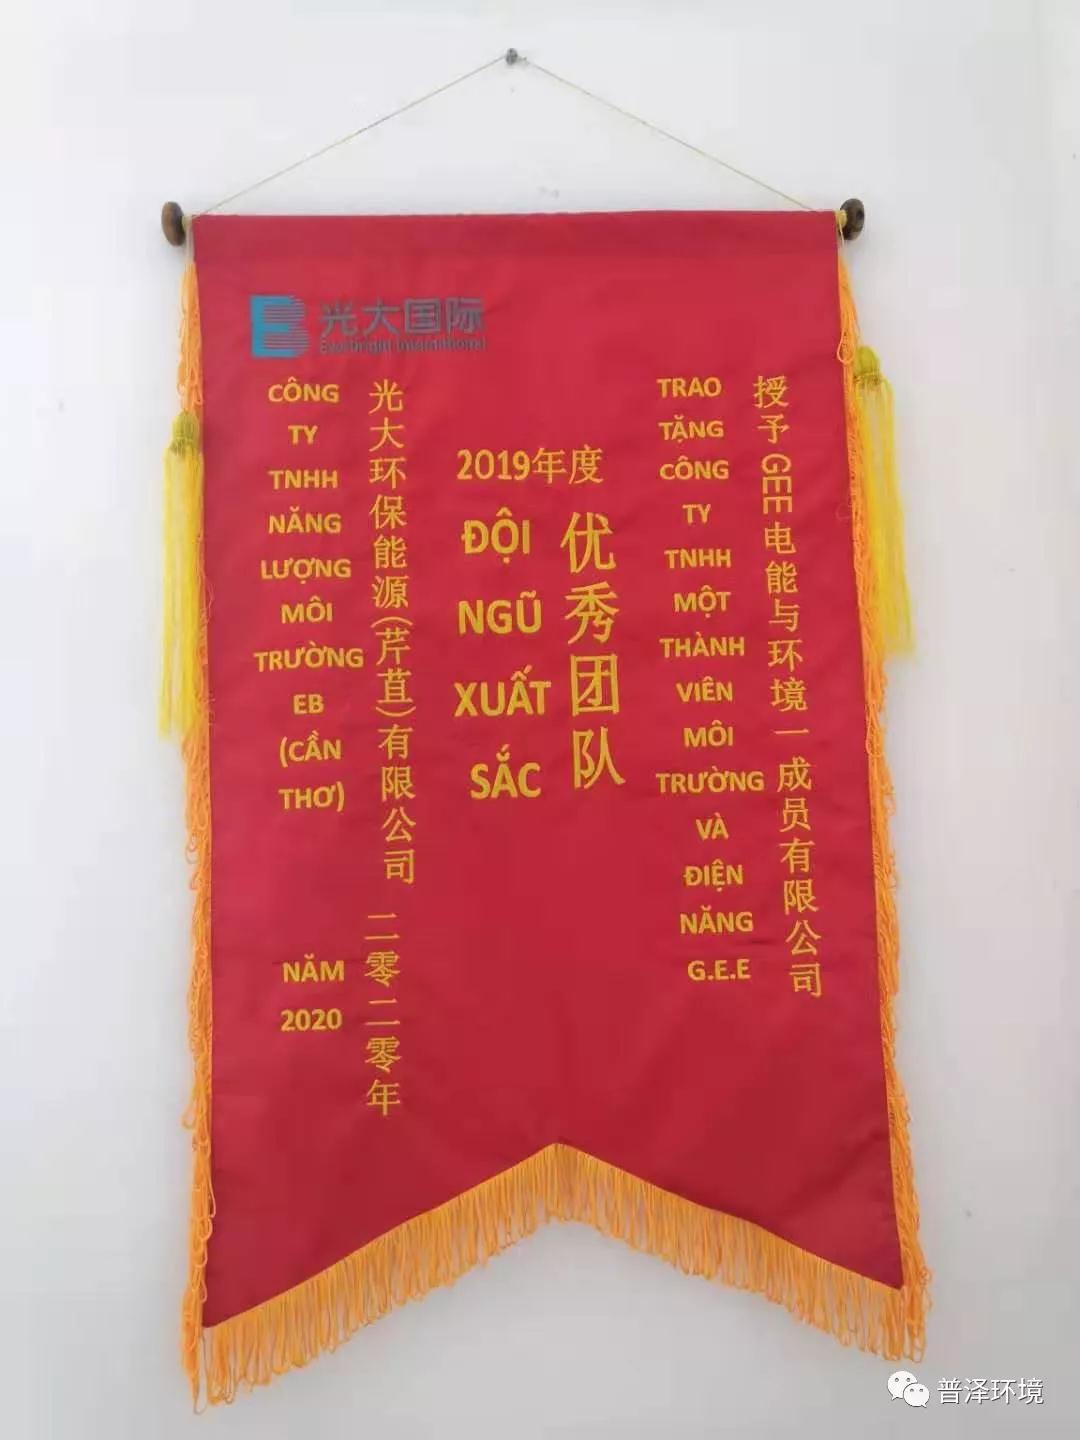 光大国际
Everbright International
授予GEE电能与环境一成员有限公司
TRAO
TẶNG
CÔNG
TY
TNHH
MỘT
THÀNH
VIÊN
MÔI
TRƯỜNG
VÀ
ĐIỆN
NĂNG
G.E.E
2019年度
优秀团队
ĐỘI
NGŨ
XUẤT
SẮC
光大环保能源(芹苴)有限公司
二零二零年
CÔNG
TY
TNHH
NĂNG
LƯỢNG
MÔI
TRƯỜNG
EB
(CẦN
THƠ)
NĂM
2020
普泽环境